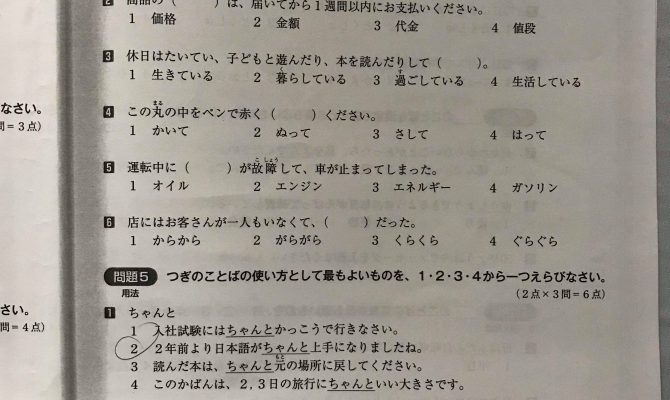 2 商品の（　　）は、届いてから1週間以内にお支払いください。
1 価格 2 金額 3 代金 4 値段
3 休日はたいてい、子どもと遊んだり、本を読んだりして（　　）。
1 生きている 2 暮らしている 3 過ごしている 4 生活している
4 この丸の中をペンで赤く（　　）ください。
1 かいて 2 ぬって 3 さして 4 はって
5 運転中に（　　）が故障して、車が止まってしまった。
1 オイル 2 エンジン 3 エネルギー 4 ガソリン
6 店にはお客さんが一人もいなくて、（　　）だった。
1 からから 2 がらがら 3 くらくら 4 ぐらぐら
問題5 つぎのことばの使い方として最もよいものを、1・2・3・4から一つえらびなさい。
用法 （2点×3問＝6点）
1 ちゃんと
1 入社試験にはちゃんとかっこうで行きなさい。
2 2年前より日本語がちゃんと上手になりましたね。
3 読んだ本は、ちゃんと元の場所に戻してください。
4 このかばんは、2,3日の旅行にちゃんといい大きさです。
なさい。
問＝3点）
さい。
問＝4点）